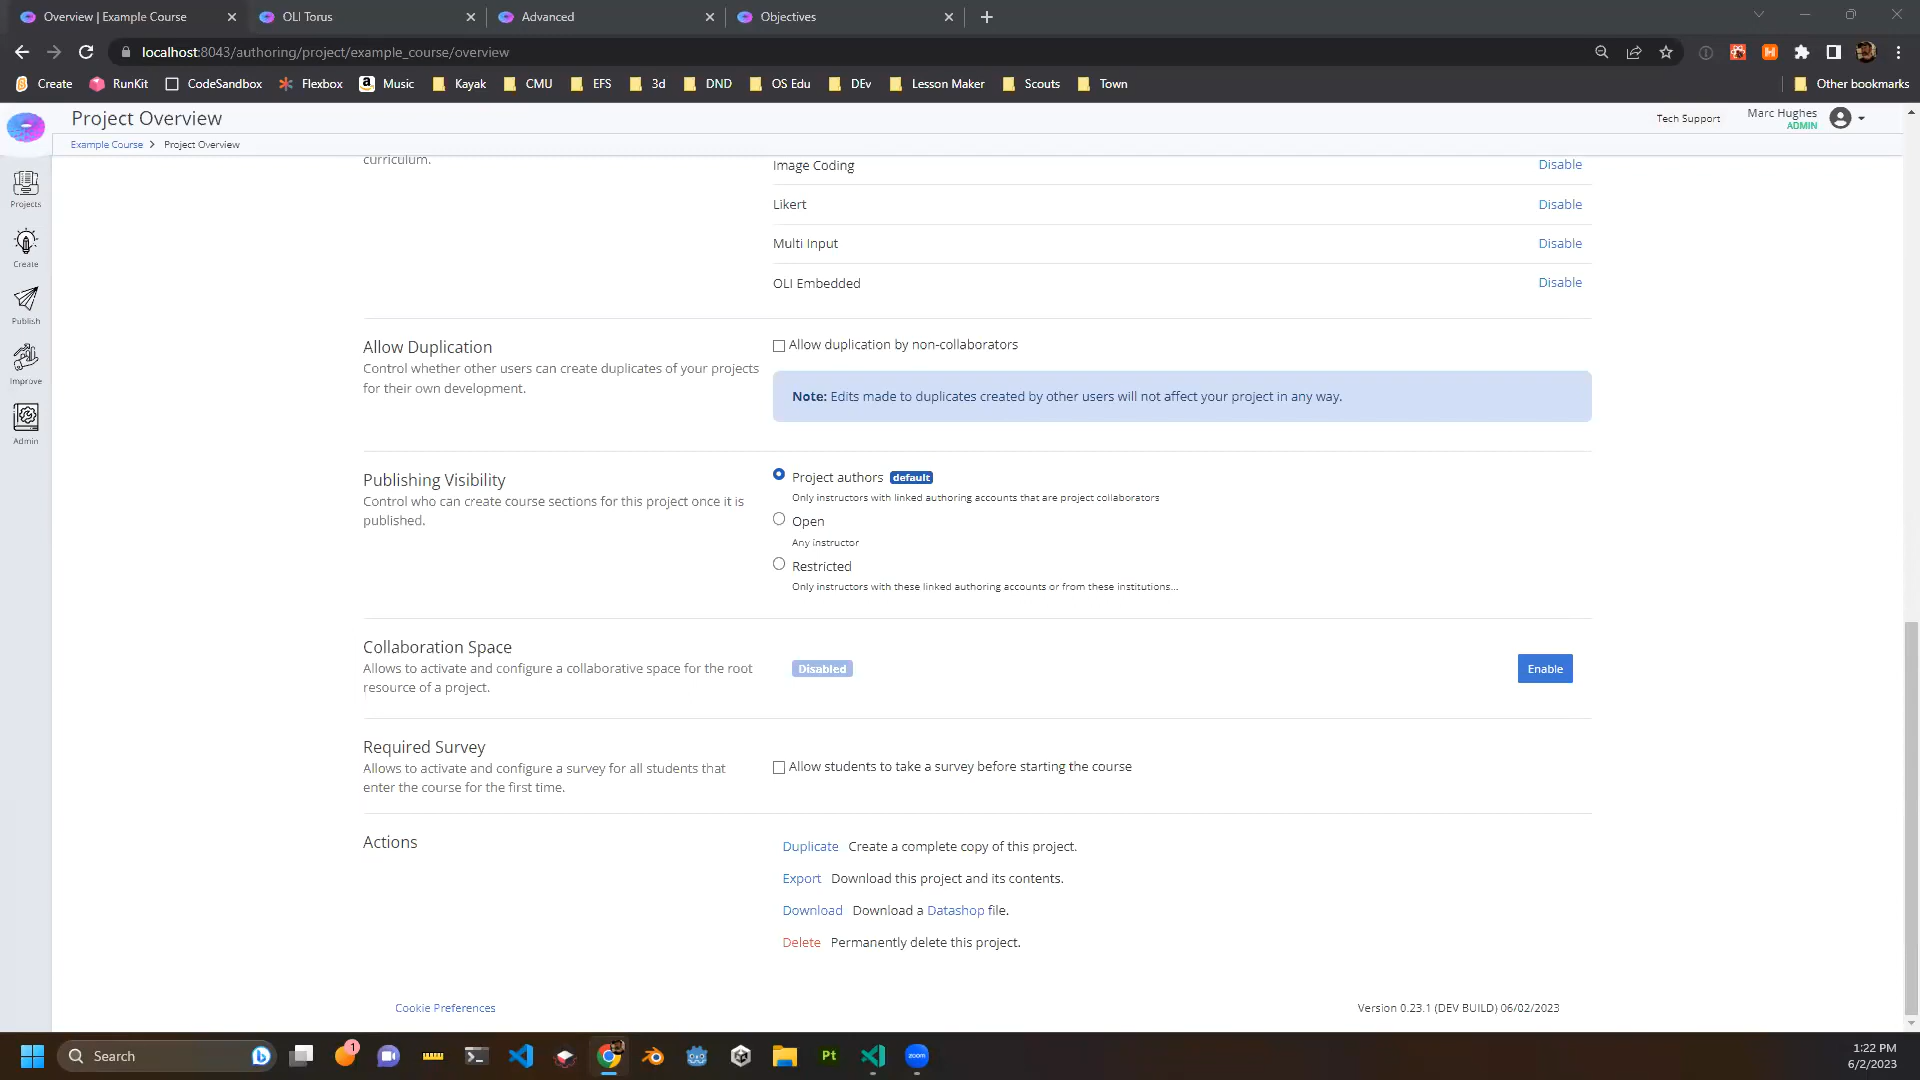 Overview | Example Course
OLI Torus
Advanced
Objectives
localhost:8043/authoring/project/example_course/overview
Create
RunKit
CodeSandbox
Flexbox
Music
Kayak
CMU
EFS
3d
DND
OS Edu
DEv
Lesson Maker
Scouts
Town
Other bookmarks
Project Overview
Tech Support
Marc Hughes
ADMIN
Example Course
Project Overview
Projects
Create
Publish
Improve
Admin
curriculum.
Image Coding
Disable
Likert
Disable
Multi Input
Disable
OLI Embedded
Disable
Allow Duplication
Control whether other users can create duplicates of your projects
for their own development.
Allow duplication by non-collaborators
Note: Edits made to duplicates created by other users will not affect your project in any way.
Publishing Visibility
Control who can create course sections for this project once it is
published.
Project authors default
Only instructors with linked authoring accounts that are project collaborators
Open
Any instructor
Restricted
Only instructors with these linked authoring accounts or from these institutions...
Collaboration Space
Allows to activate and configure a collaborative space for the root
resource of a project.
Disabled
Enable
Required Survey
Allows to activate and configure a survey for all students that
enter the course for the first time.
Allow students to take a survey before starting the course
Actions
Duplicate Create a complete copy of this project.
Export Download this project and its contents.
Download Download a Datashop file.
Delete Permanently delete this project.
Cookie Preferences
Version 0.23.1 (DEV BUILD) 06/02/2023
Search
1
Pt
zoom
1:22 PM
6/2/2023